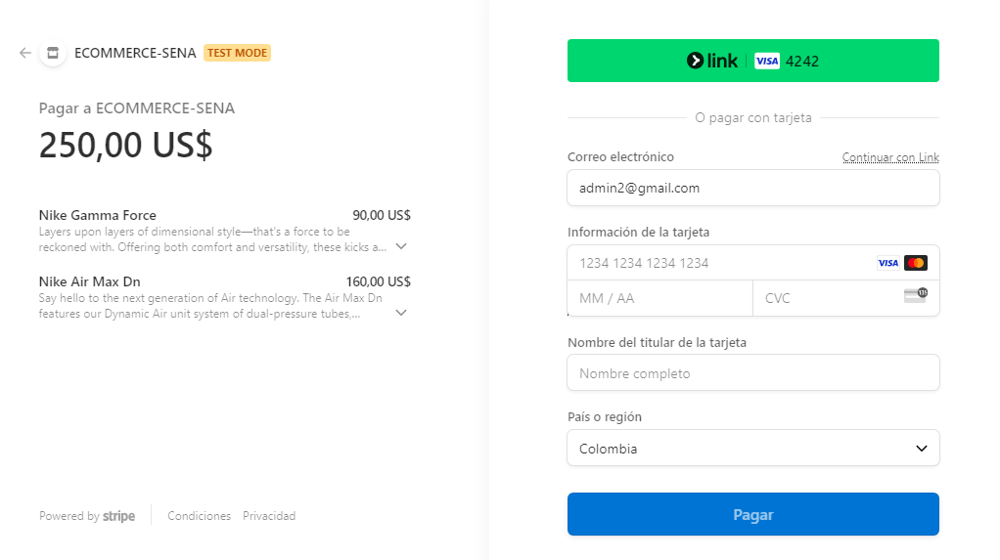 ECOMMERCE-SENA TEST MODE
Pagar a ECOMMERCE-SENA
250,00 US$
Nike Gamma Force 90,00 US$
Layers upon layers of dimensional style—that's a force to be
reckoned with. Offering both comfort and versatility, these kicks a...
Nike Air Max Dn 160,00 US$
Say hello to the next generation of Air technology. The Air Max Dn
features our Dynamic Air unit system of dual-pressure tubes,...
Powered by stripe Condiciones Privacidad
link VISA 4242
O pagar con tarjeta
Correo electrónico Continuar con Link
admin2@gmail.com
Información de la tarjeta
1234 1234 1234 1234 VISA
MM / AA CVC 135
Nombre del titular de la tarjeta
Nombre completo
País o región
Colombia
Pagar